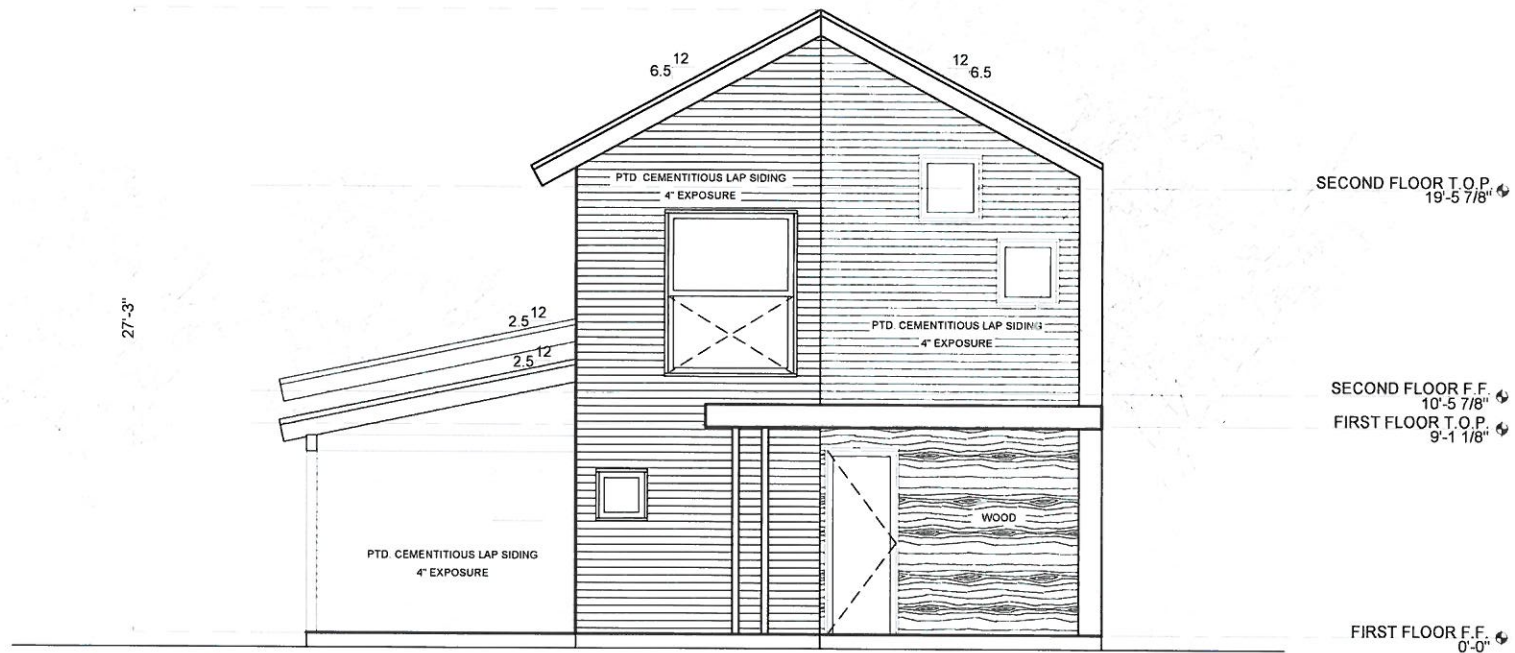 12
6.5
12
6.5
PTD. CEMENTITIOUS LAP SIDING
4" EXPOSURE
SECOND FLOOR T.O.P.
19'-5 7/8"
27'-3"
2.5 12
2.5 12
PTD. CEMENTITIOUS LAP SIDING
4" EXPOSURE
SECOND FLOOR F.F.
10'-5 7/8"
FIRST FLOOR T.O.P.
9'-1 1/8"
WOOD
PTD. CEMENTITIOUS LAP SIDING
4" EXPOSURE
FIRST FLOOR F.F.
0'-0"